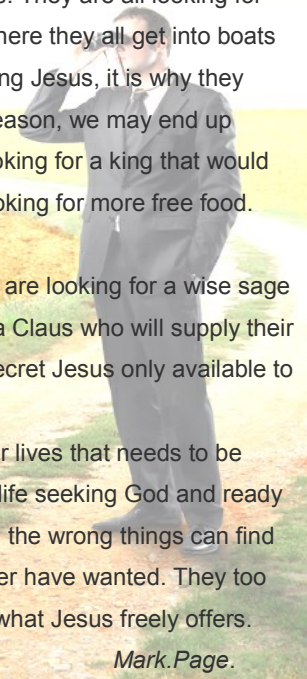 They are all looking for
where they all get into boats
ing Jesus, it is why they
eason, we may end up
oking for a king that would
oking for more free food.
are looking for a wise sage
a Claus who will supply their
ecret Jesus only available to
r lives that needs to be
life seeking God and ready
the wrong things can find
er have wanted. They too
what Jesus freely offers.
Mark.Page.